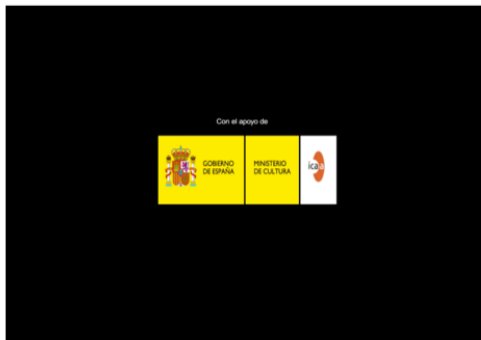 Con el apoyo de
GOBIERNO
DE ESPAÑA
MINISTERIO
DE CULTURA
icaa